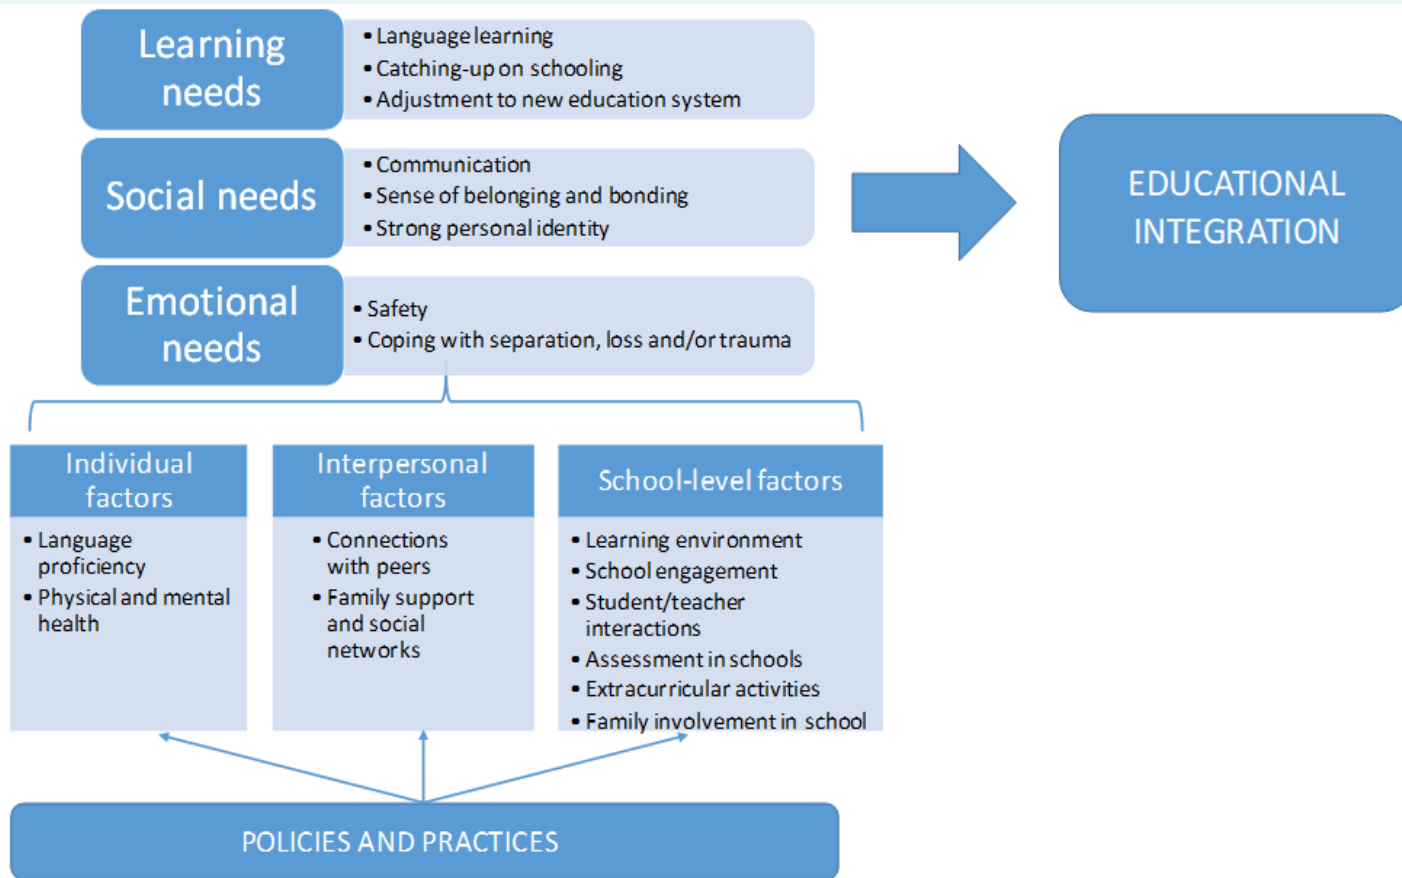 Learning
needs
• Language learning
• Catching-up on schooling
• Adjustment to new education system
Social needs
• Communication
• Sense of belonging and bonding
• Strong personal identity
Emotional
needs
• Safety
• Coping with separation, loss and/or trauma
EDUCATIONAL
INTEGRATION
Individual
factors
• Language
proficiency
• Physical and mental
health
Interpersonal
factors
• Connections
with peers
• Family support
and social
networks
School-level factors
• Learning environment
• School engagement
• Student/teacher
interactions
• Assessment in schools
• Extracurricular activities
• Family involvement in school
POLICIES AND PRACTICES